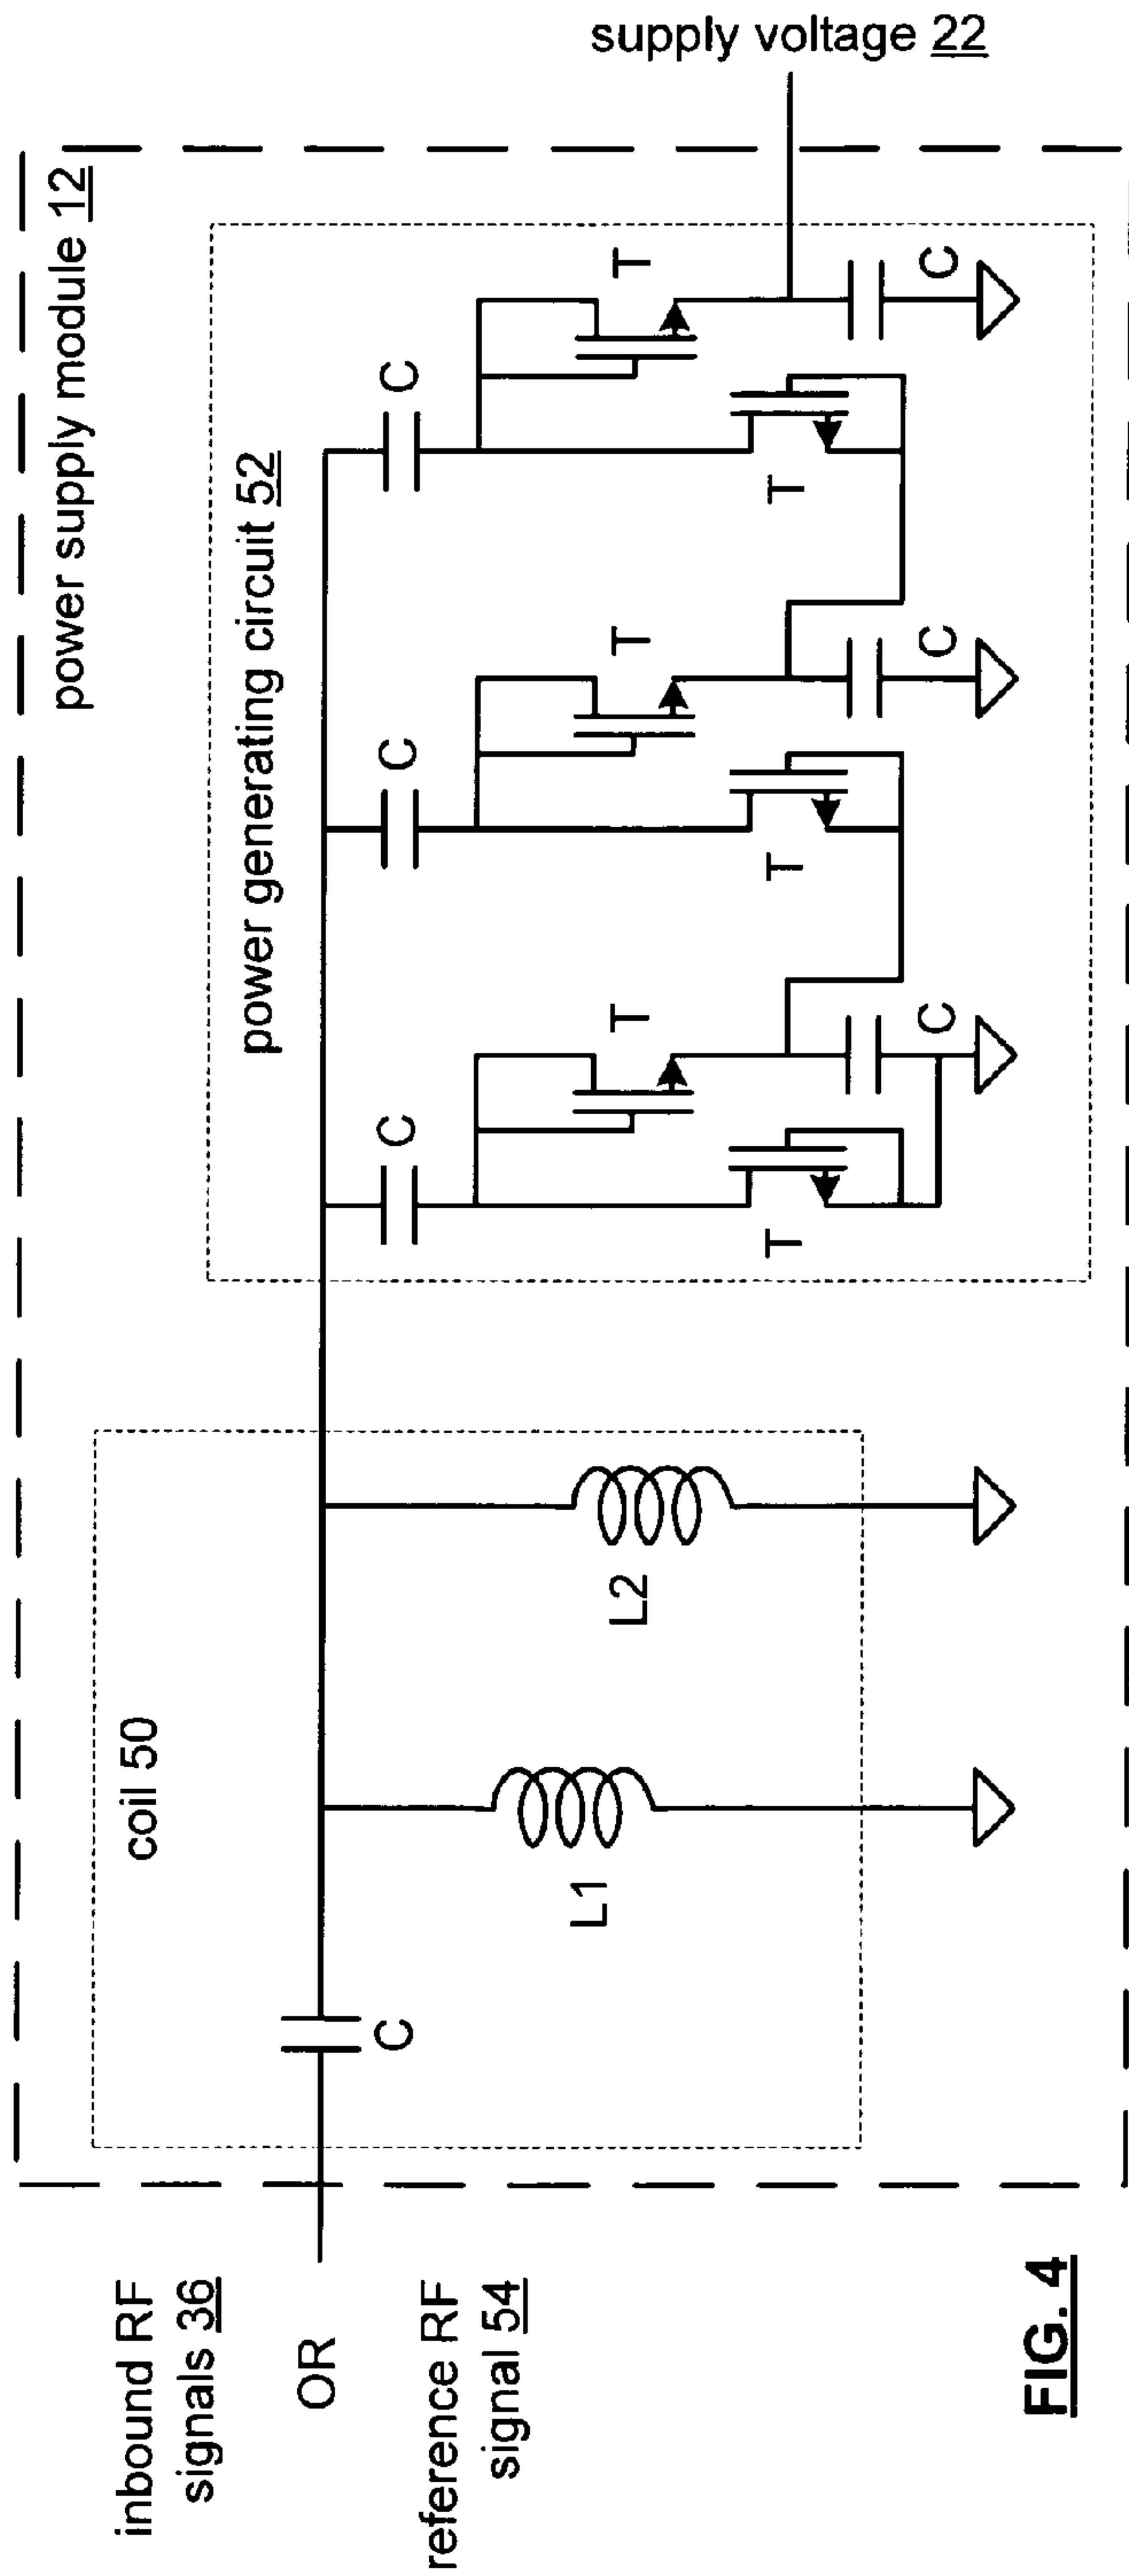 power supply module 12
coil 50
power generating circuit 52
supply voltage 22
inbound RF
signals 36
OR
reference RF
signal 54
C
L1
L2
C
C
C
T
T
T
T
T
T
C
C
C
FIG. 4